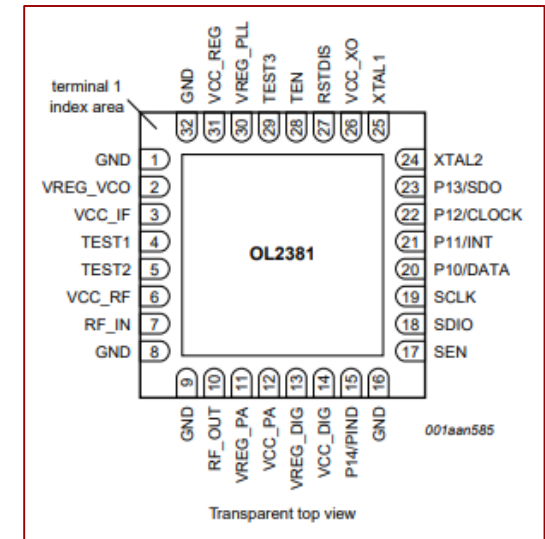 GND
VCC_REG
VREG_PLL
TEST3
TEN
RSTDIS
VCC_XO
XTAL1
terminal 1
index area
32 31 30 29 28 27 26 25
GND 1
VREG_VCO 2
VCC_IF 3
TEST1 4
TEST2 5
VCC_RF 6
RF_IN 7
GND 8
OL2381
24 XTAL2
23 P13/SDO
22 P12/CLOCK
21 P11/INT
20 P10/DATA
19 SCLK
18 SDIO
17 SEN
9 10 11 12 13 14 15 16
GND
RF_OUT
VREG_PA
VCC_PA
VREG_DIG
VCC_DIG
P14/PIND
GND
001aan585
Transparent top view